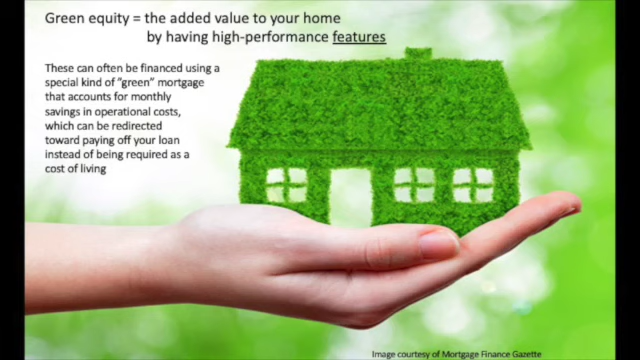 Green equity = the added value to your home
by having high-performance features
These can often be financed using a
special kind of “green” mortgage
that accounts for monthly
savings in operational costs,
which can be redirected
toward paying off your loan
instead of being required as a
cost of living
Image courtesy of Mortgage Finance Gazette